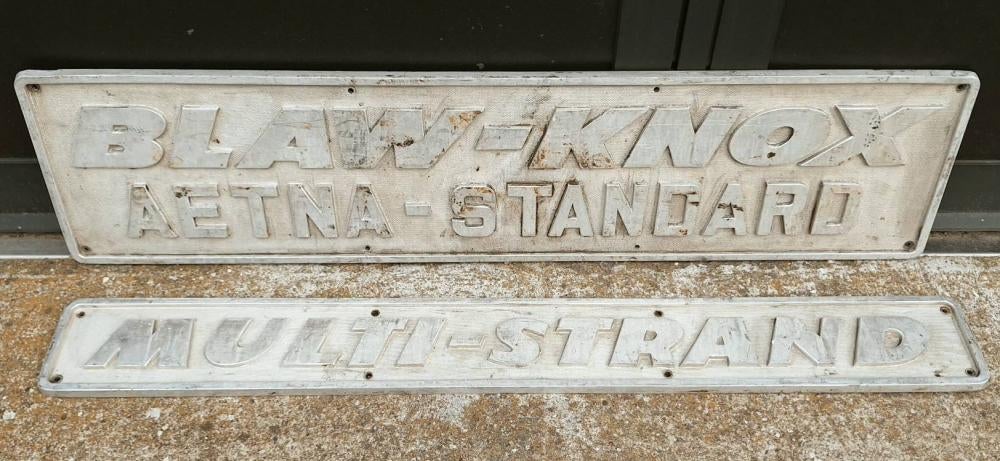 BLAW-KNOX
AETNA-STANDARD
MULTI-STRAND